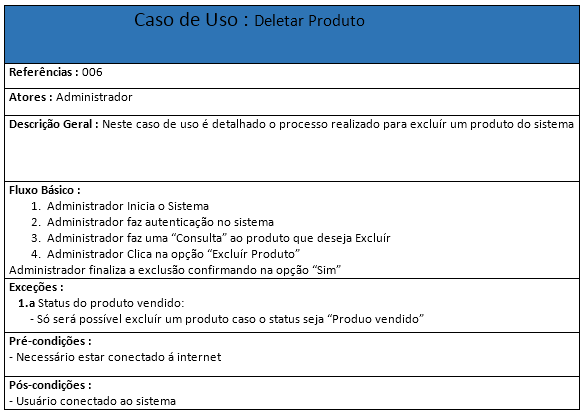 Caso de Uso : Deletar Produto
Referências : 006
Atores : Administrador
Descrição Geral : Neste caso de uso é detalhado o processo realizado para excluír um produto do sistema
Fluxo Básico :
1. Administrador Inicia o Sistema
2. Administrador faz autenticação no sistema
3. Administrador faz uma “Consulta” ao produto que deseja Excluír
4. Administrador Clica na opção “Excluír Produto”
Administrador finaliza a exclusão confirmando na opção “Sim”
Exceções :
1.a Status do produto vendido:
- Só será possível excluír um produto caso o status seja “Produo vendido”
Pré-condições :
- Necessário estar conectado á internet
Pós-condições :
- Usuário conectado ao sistema